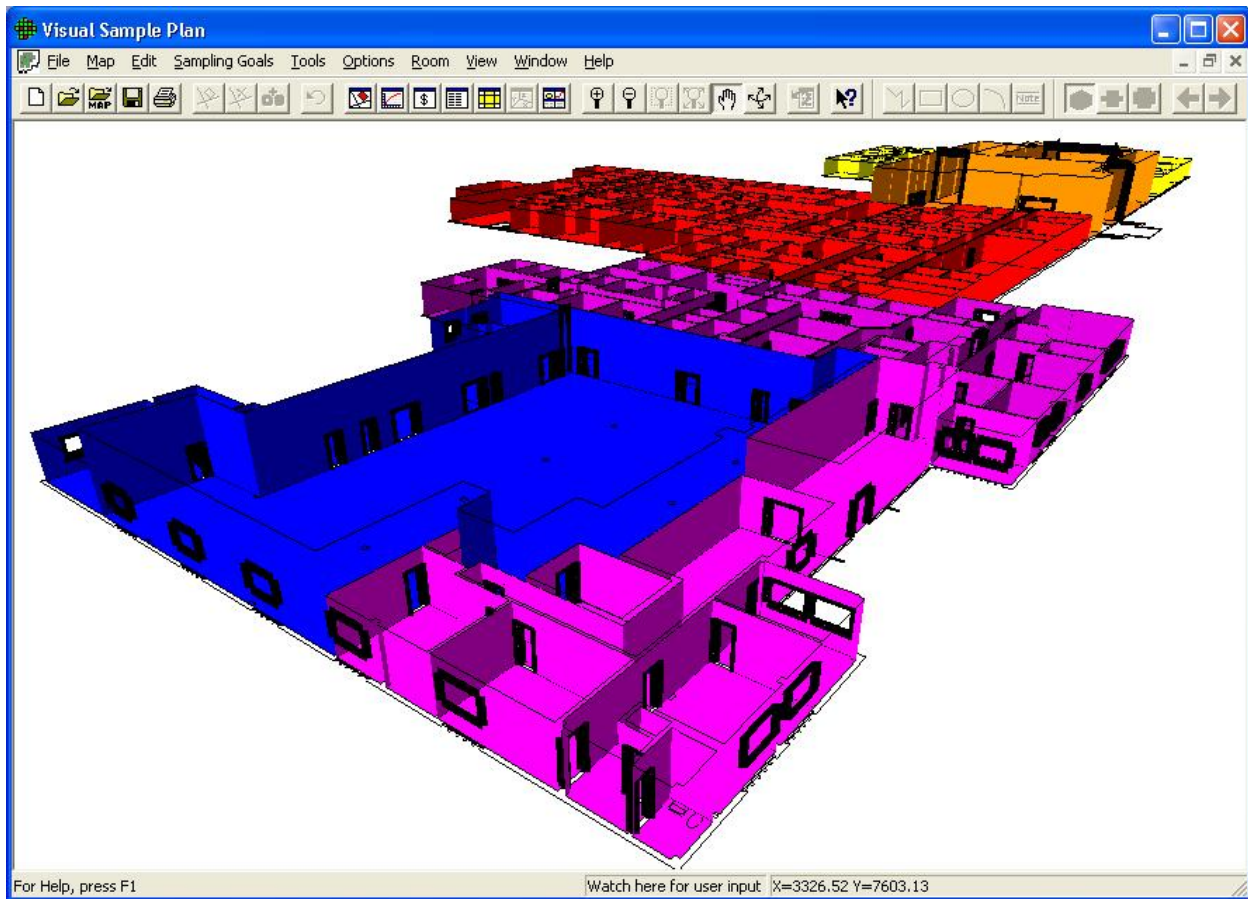 Visual Sample Plan
File Map Edit Sampling Goals Tools Options Room View Window Help
MAP $ Note
For Help, press F1 Watch here for user input X=3326.52 Y=7603.13